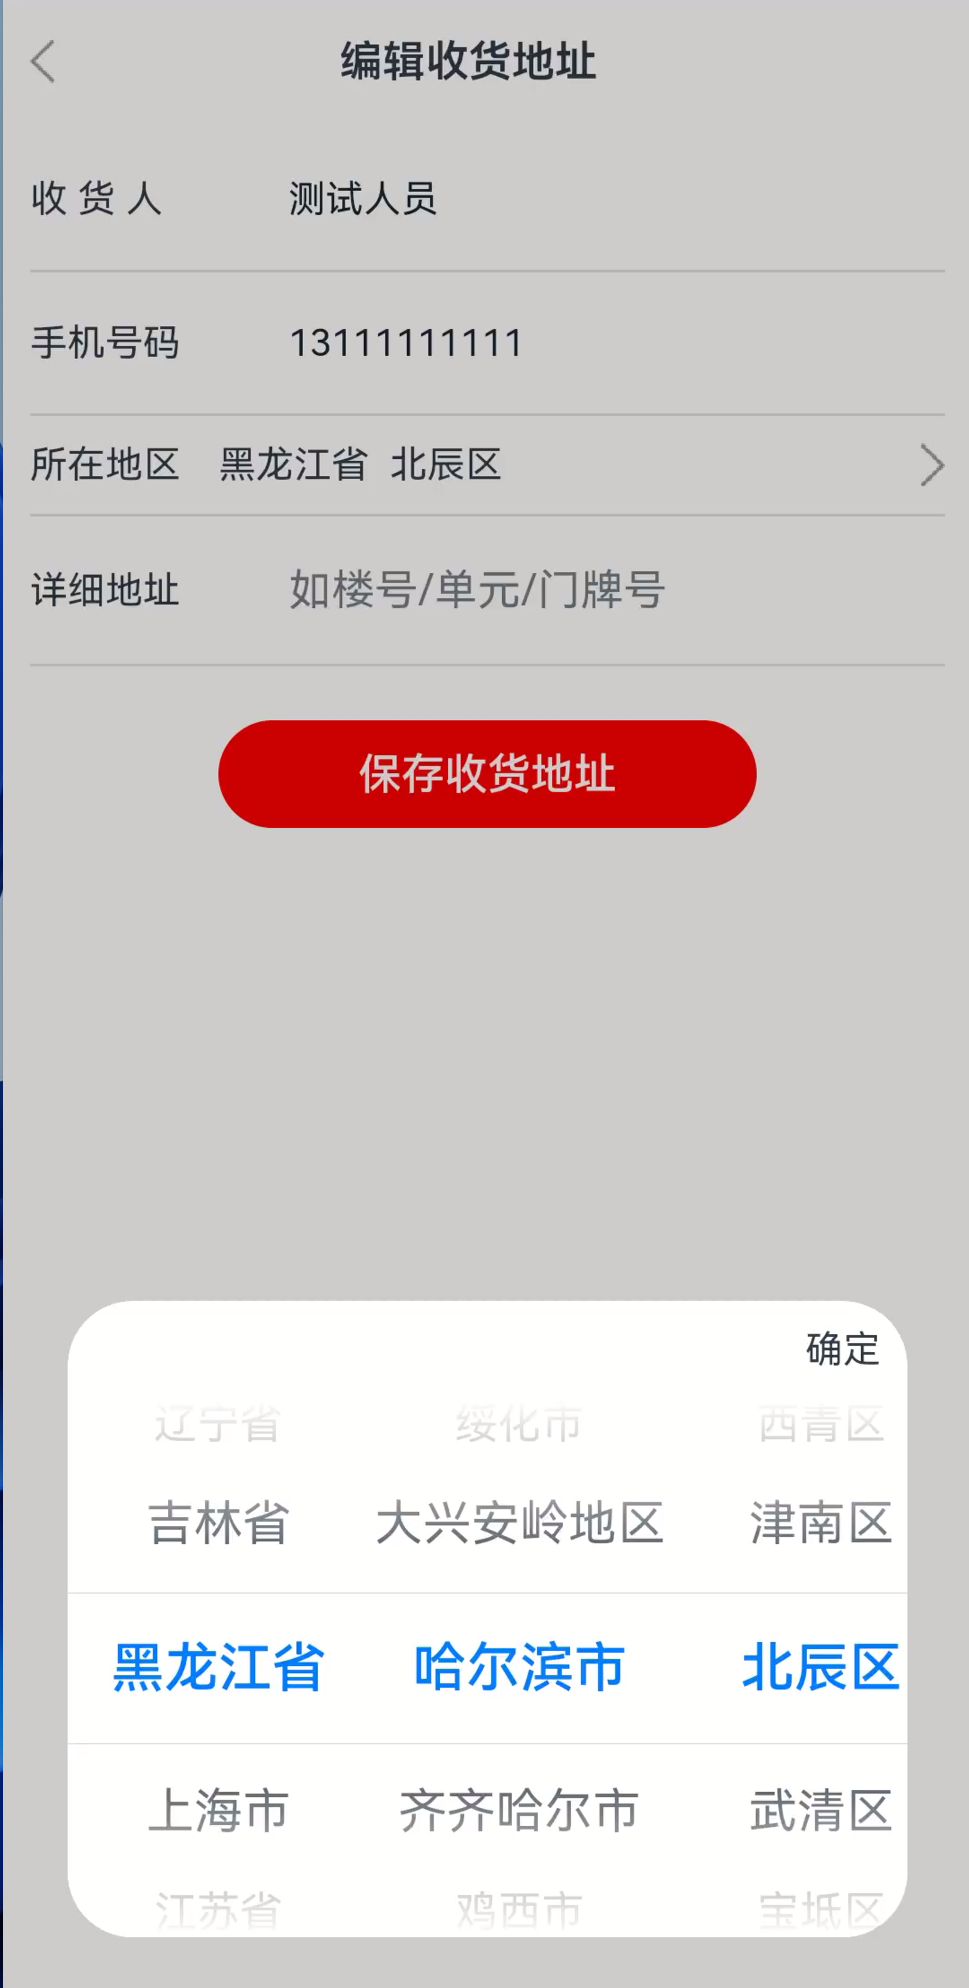 编辑收货地址
收 货 人 测试人员
手机号码 13111111111
所在地区 黑龙江省 北辰区
详细地址 如楼号/单元/门牌号
保存收货地址
确定
辽宁省 绥化市 西青区
吉林省 大兴安岭地区 津南区
黑龙江省 哈尔滨市 北辰区
上海市 齐齐哈尔市 武清区
江苏省 鸡西市 宝坻区